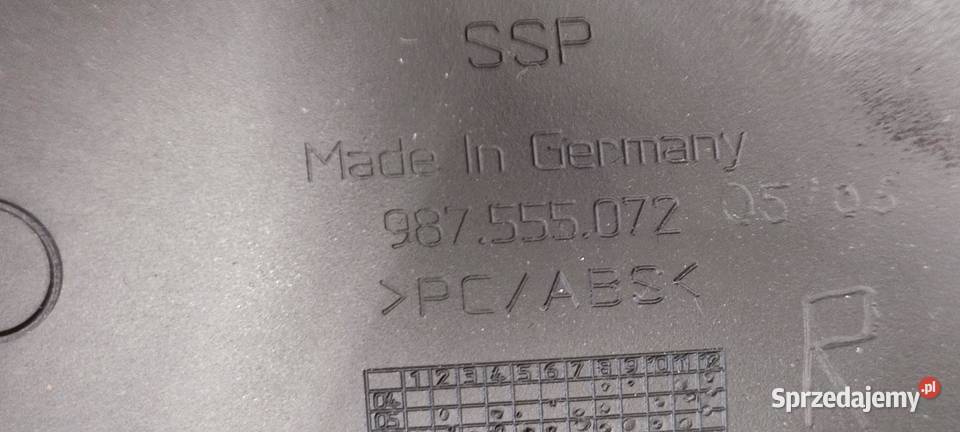 SSP
Made In Germany
987.555.072
>PC/ABS<
R
1 2 3 4 5 6 7 8 9 10 11 12
04
05
Sprzedajemy.pl